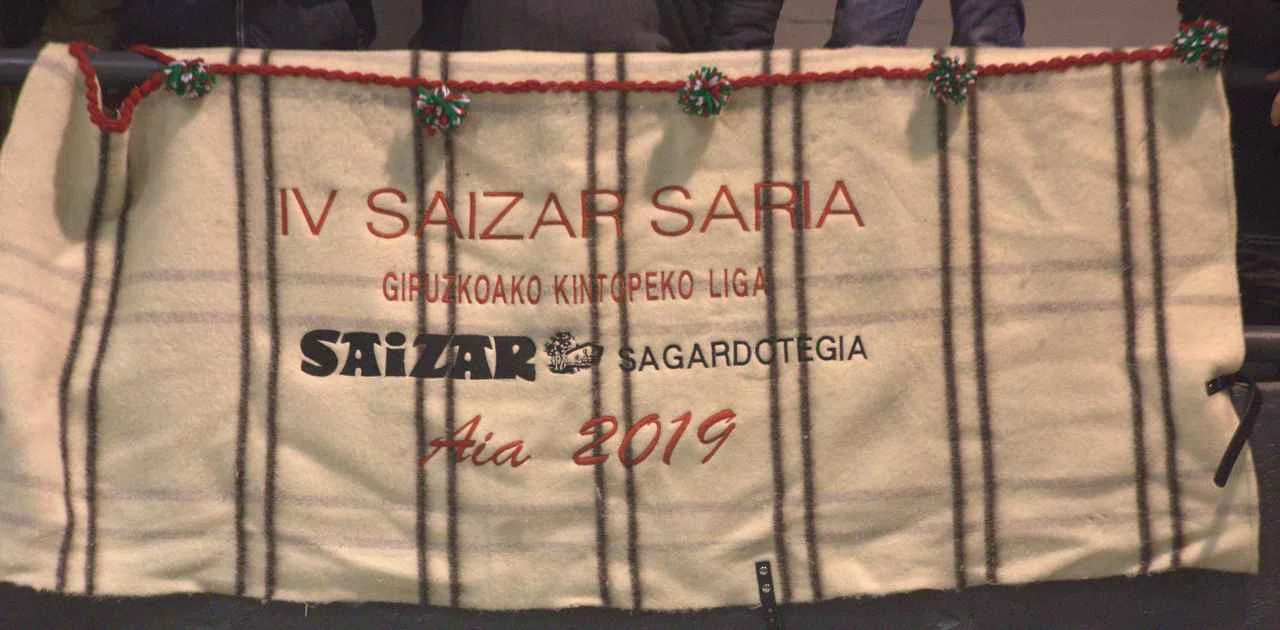 IV SAIZAR SARIA
GIPUZKOAKO KINTOPEKO LIGA
SAiZAR SAGARDOTEGIA
Aia 2019